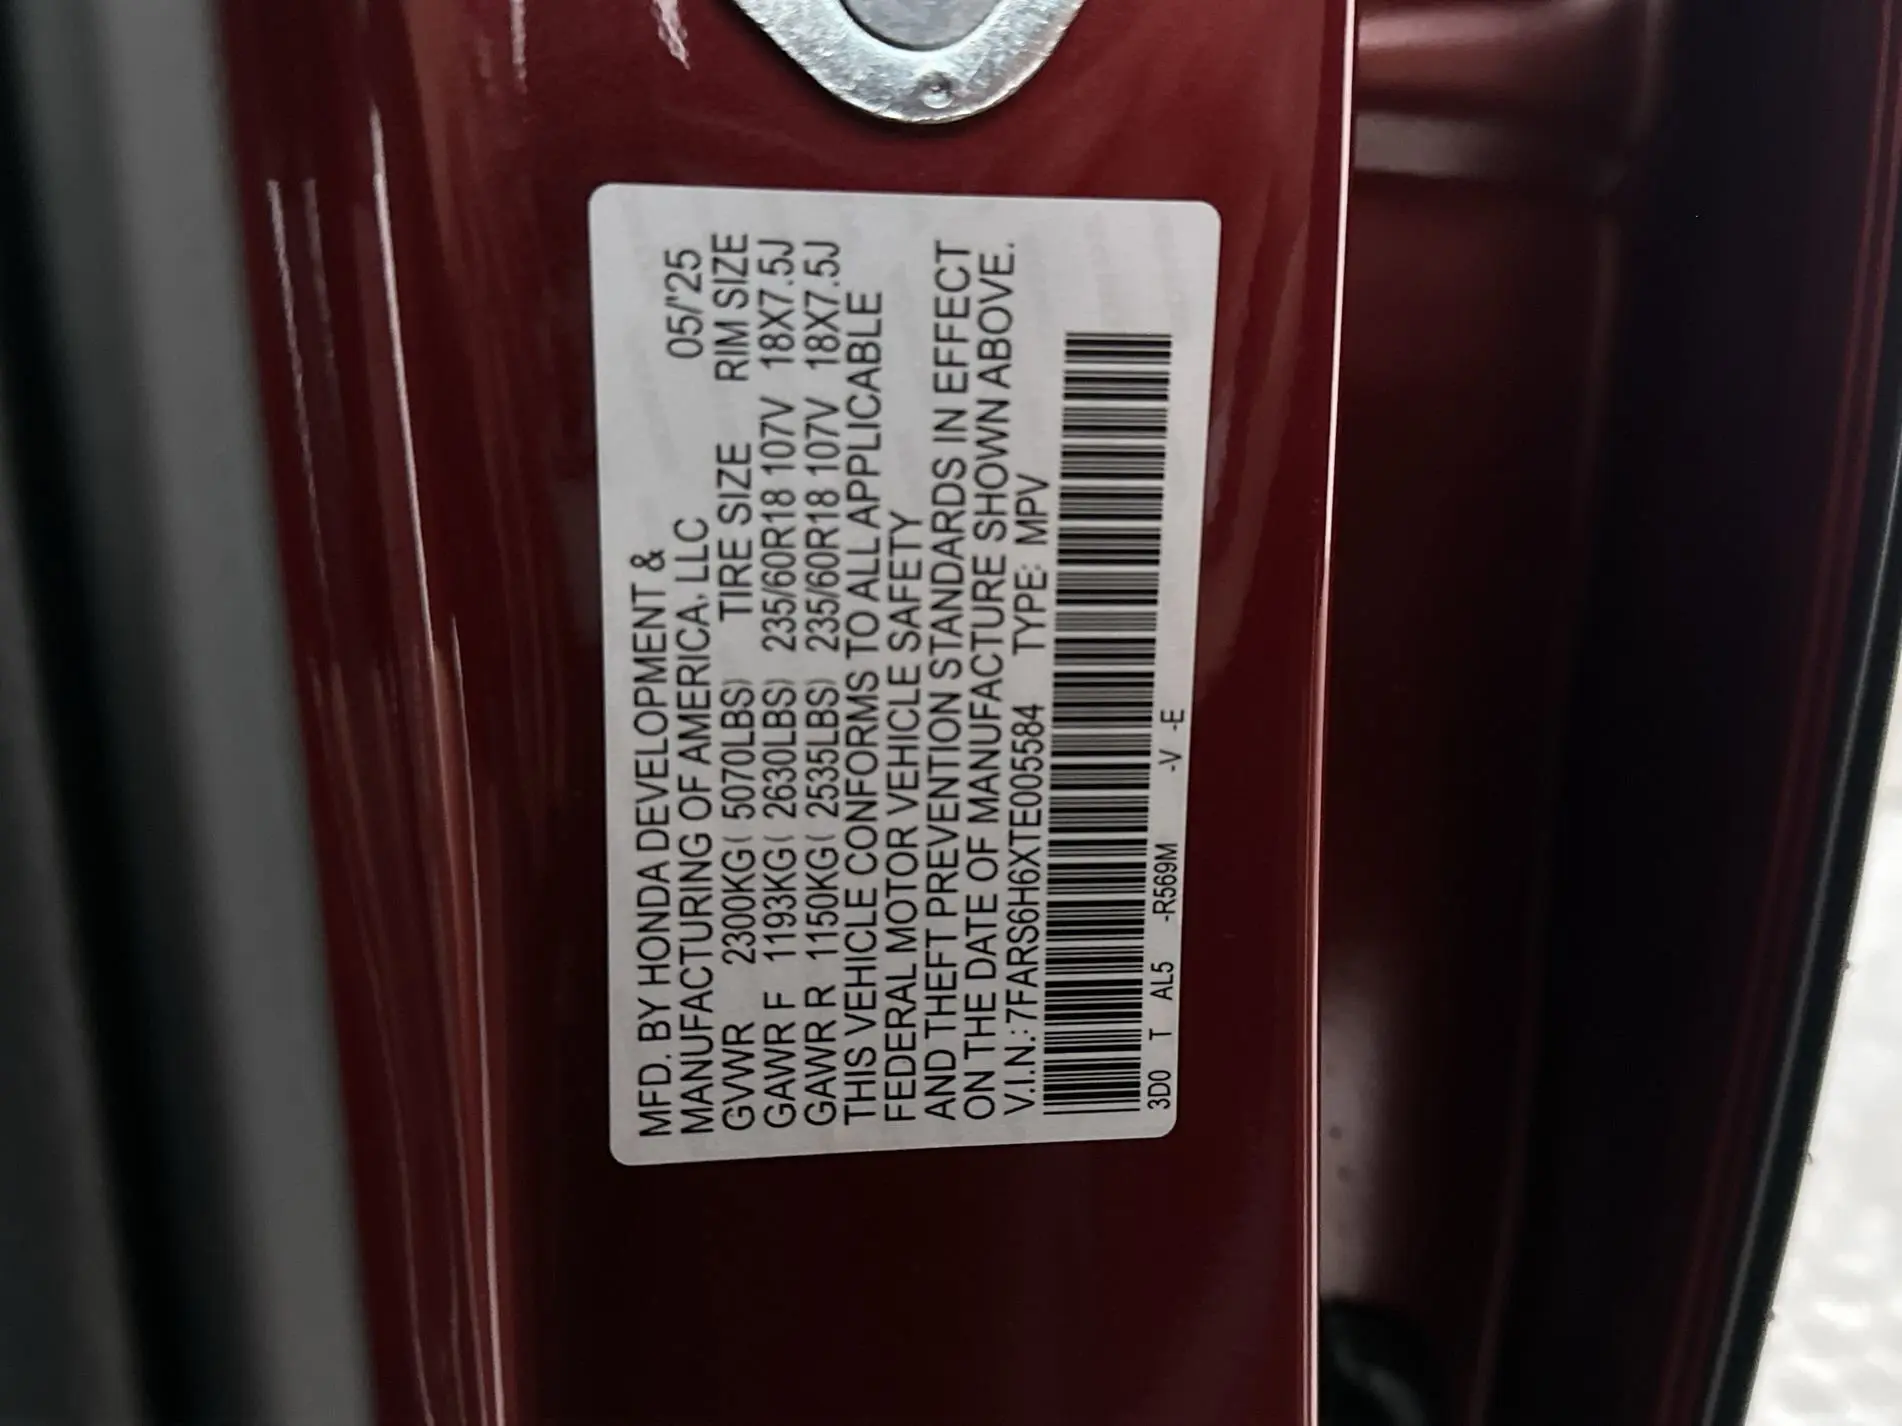 MFD. BY HONDA DEVELOPMENT &
MANUFACTURING OF AMERICA, LLC 05/'25
GVWR 2300KG( 5070LBS) TIRE SIZE RIM SIZE
GAWR F 1193KG( 2630LBS) 235/60R18 107V 18X7.5J
GAWR R 1150KG( 2535LBS) 235/60R18 107V 18X7.5J
THIS VEHICLE CONFORMS TO ALL APPLICABLE
FEDERAL MOTOR VEHICLE SAFETY
AND THEFT PREVENTION STANDARDS IN EFFECT
ON THE DATE OF MANUFACTURE SHOWN ABOVE.
V.I.N.: 7FARS6H6XTE005584 TYPE: MPV
3D0 T AL5 -R569M -V -E